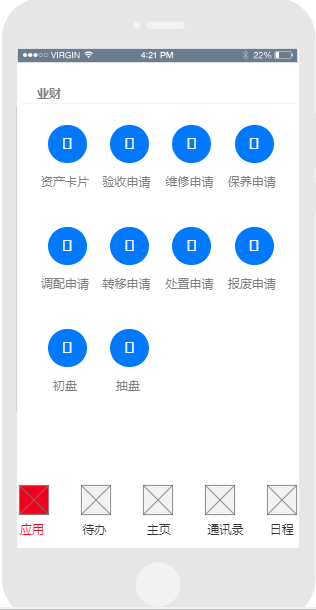 ●●●○○ VIRGIN 4:21 PM 22%
业财
资产卡片 验收申请 维修申请 保养申请
调配申请 转移申请 处置申请 报废申请
初盘 抽盘
应用 待办 主页 通讯录 日程